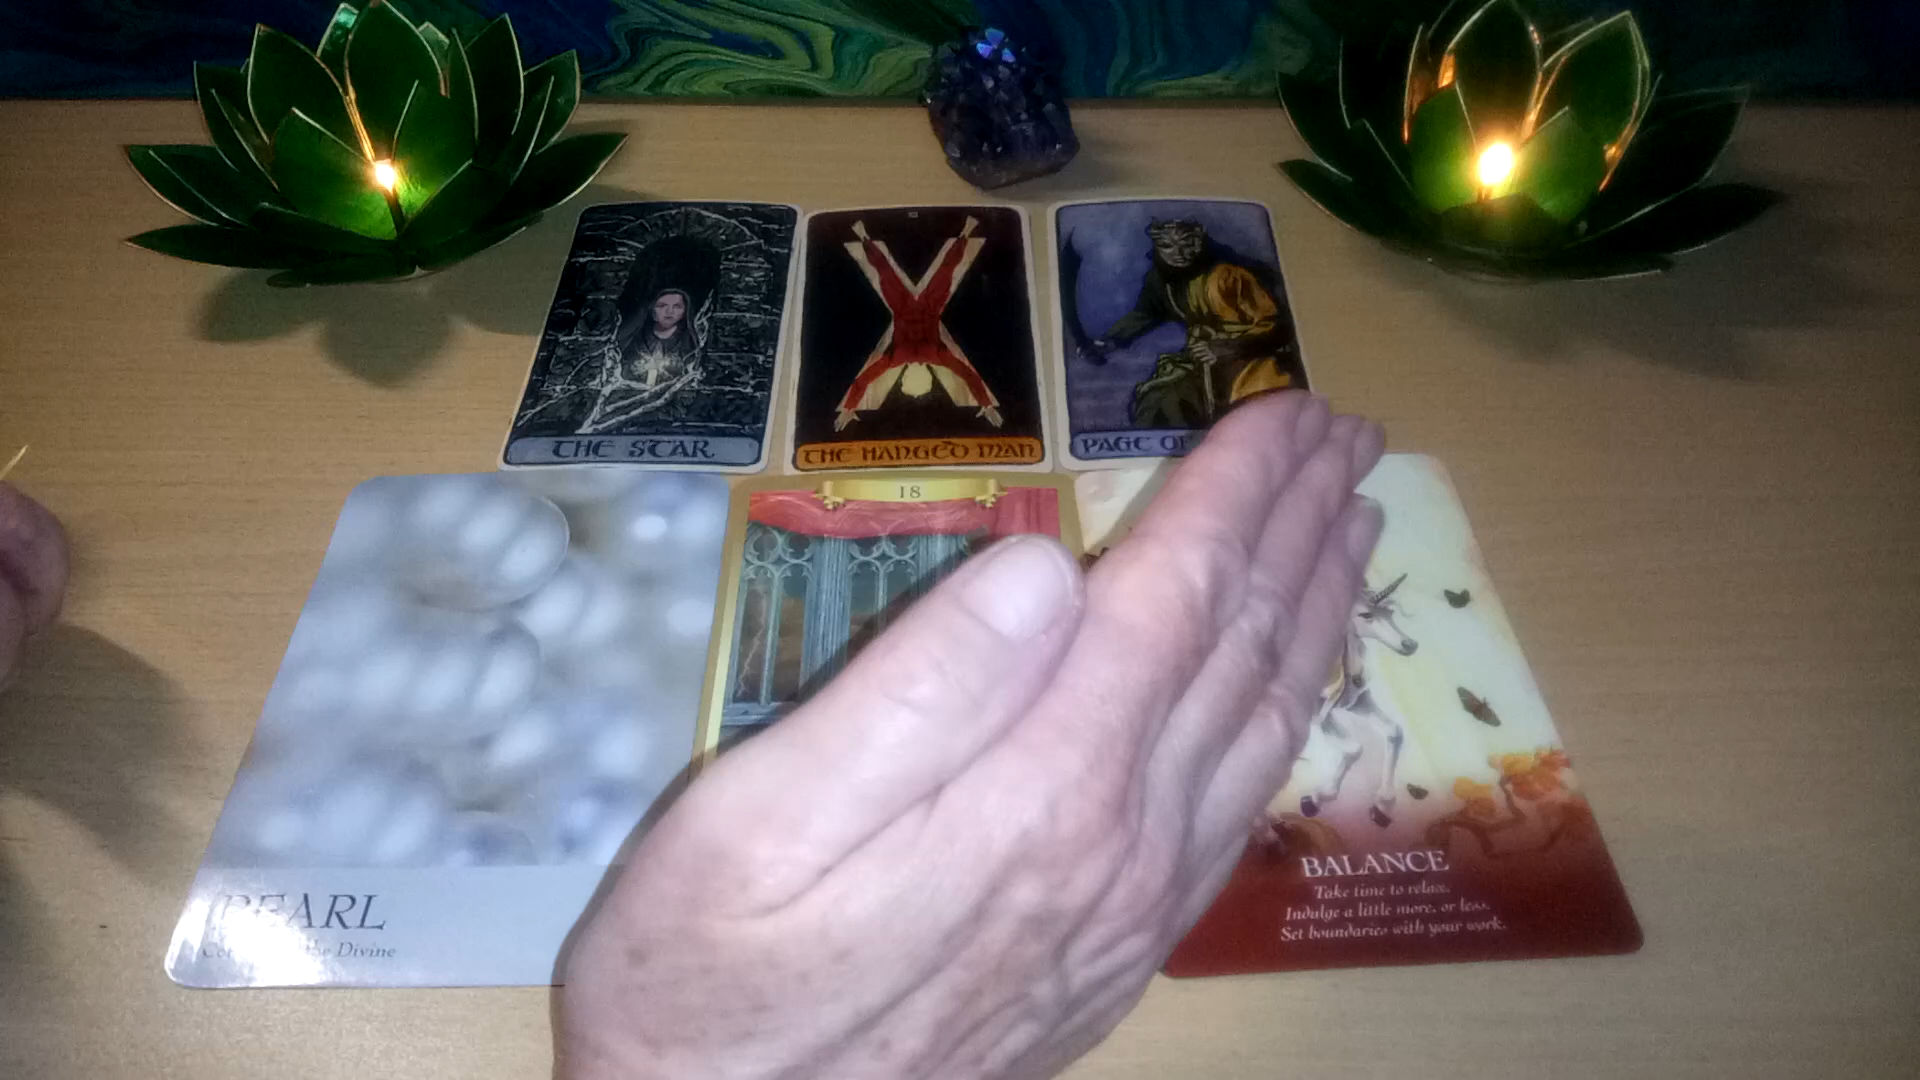 THE STAR
THE HANGED MAN
PAGE OF
18
PEARL
the Divine
BALANCE
Take time to relax.
Indulge a little more, or less.
Set boundaries with your work.